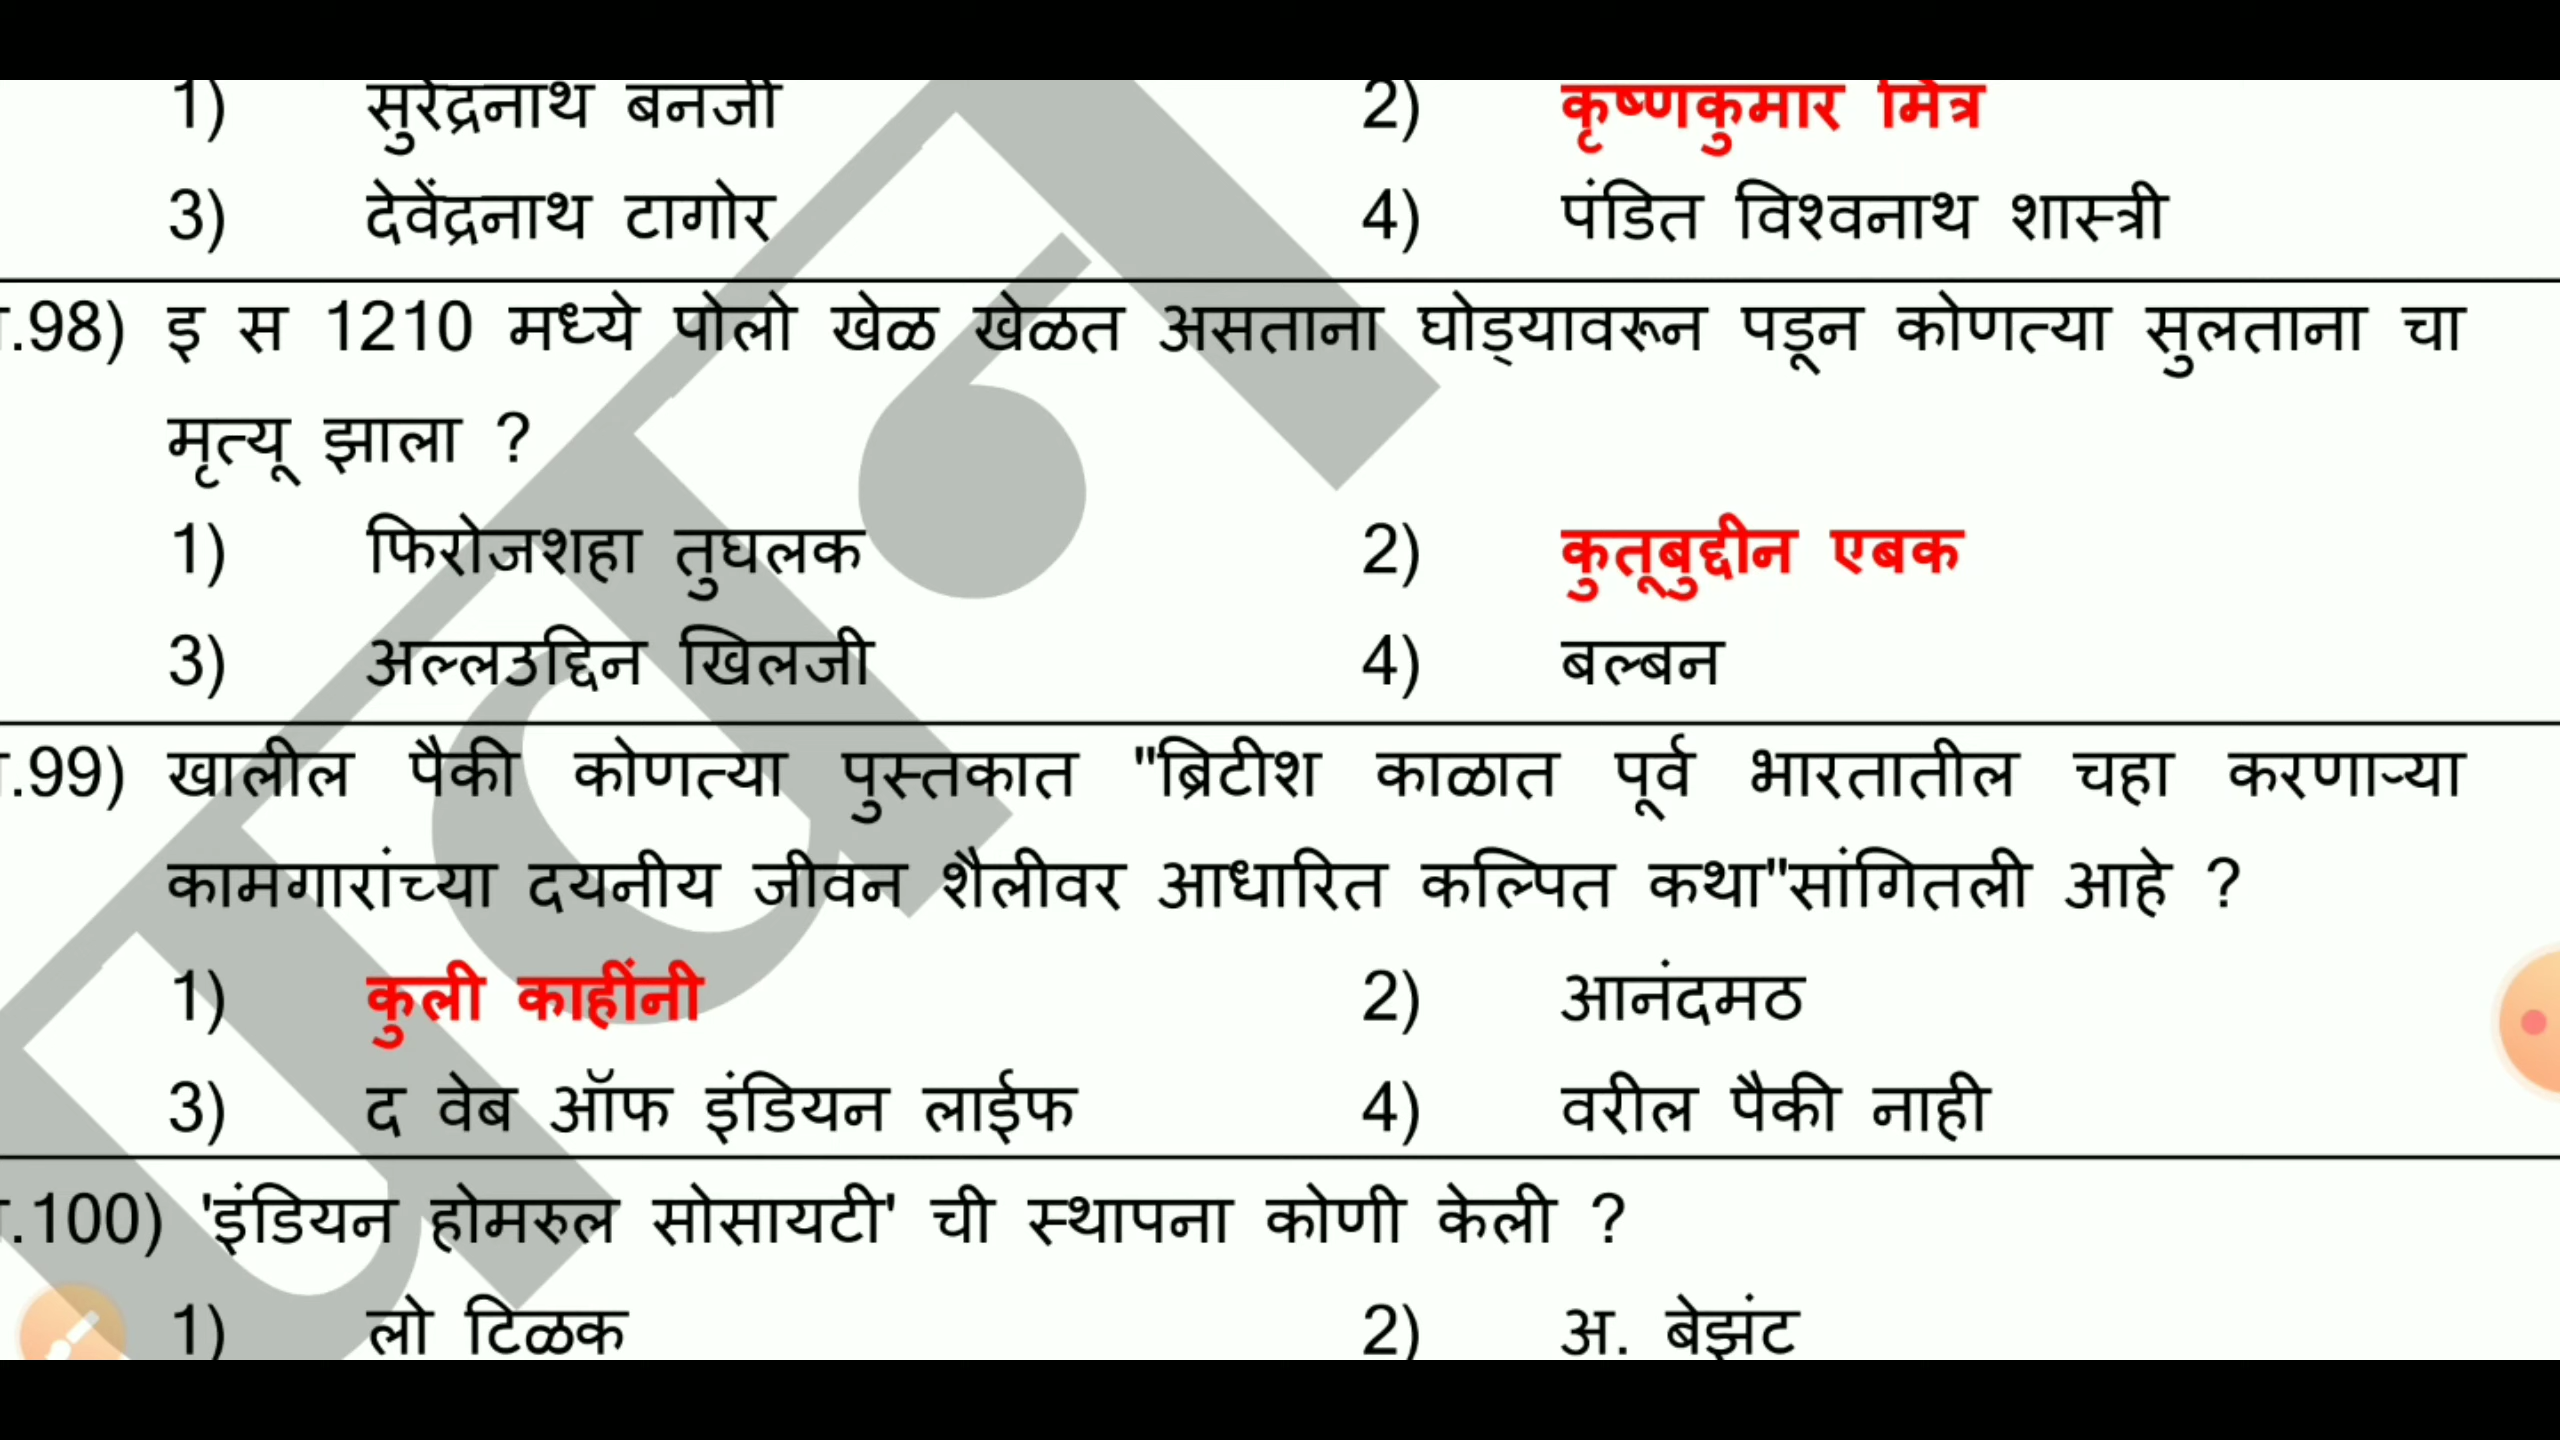 1) सुरेंद्रनाथ बनर्जी 2) कृष्णकुमार मित्र
3) देवेंद्रनाथ टागोर 4) पंडित विश्वनाथ शास्त्री
.98) इ स 1210 मध्ये पोलो खेळ खेळत असताना घोड्यावरून पडून कोणत्या सुलताना चा
मृत्यू झाला ?
1) फिरोजशहा तुघलक 2) कुतूबुद्दीन एबक
3) अल्लउद्दिन खिलजी 4) बल्बन
.99) खालील पैकी कोणत्या पुस्तकात "ब्रिटीश काळात पूर्व भारतातील चहा करणाऱ्या
कामगारांच्या दयनीय जीवन शैलीवर आधारित कल्पित कथा"सांगितली आहे ?
1) कुली काहींनी 2) आनंदमठ
3) द वेब ऑफ इंडियन लाईफ 4) वरील पैकी नाही
.100) 'इंडियन होमरुल सोसायटी' ची स्थापना कोणी केली ?
1) लो टिळक 2) अ. बेझंट